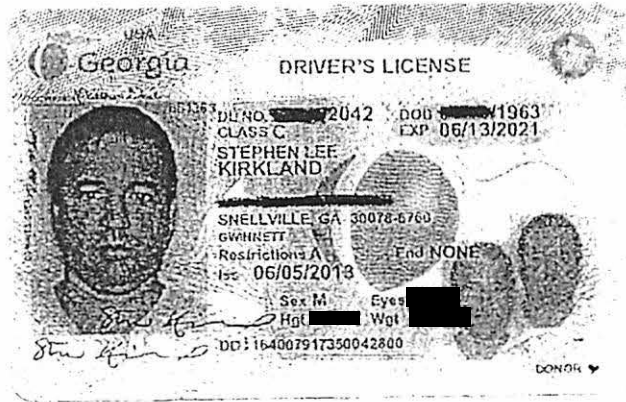 USA
Georgia
DRIVER'S LICENSE
DL NO. 2042 DOB /1963
CLASS C EXP 06/13/2021
STEPHEN LEE
KIRKLAND
SNELLVILLE, GA 30078-6760
GWINNETT
Restrictions A End NONE
Iss 06/05/2013
Sex M Eyes
Hgt Wgt
DD: 164007917350042800
DONOR